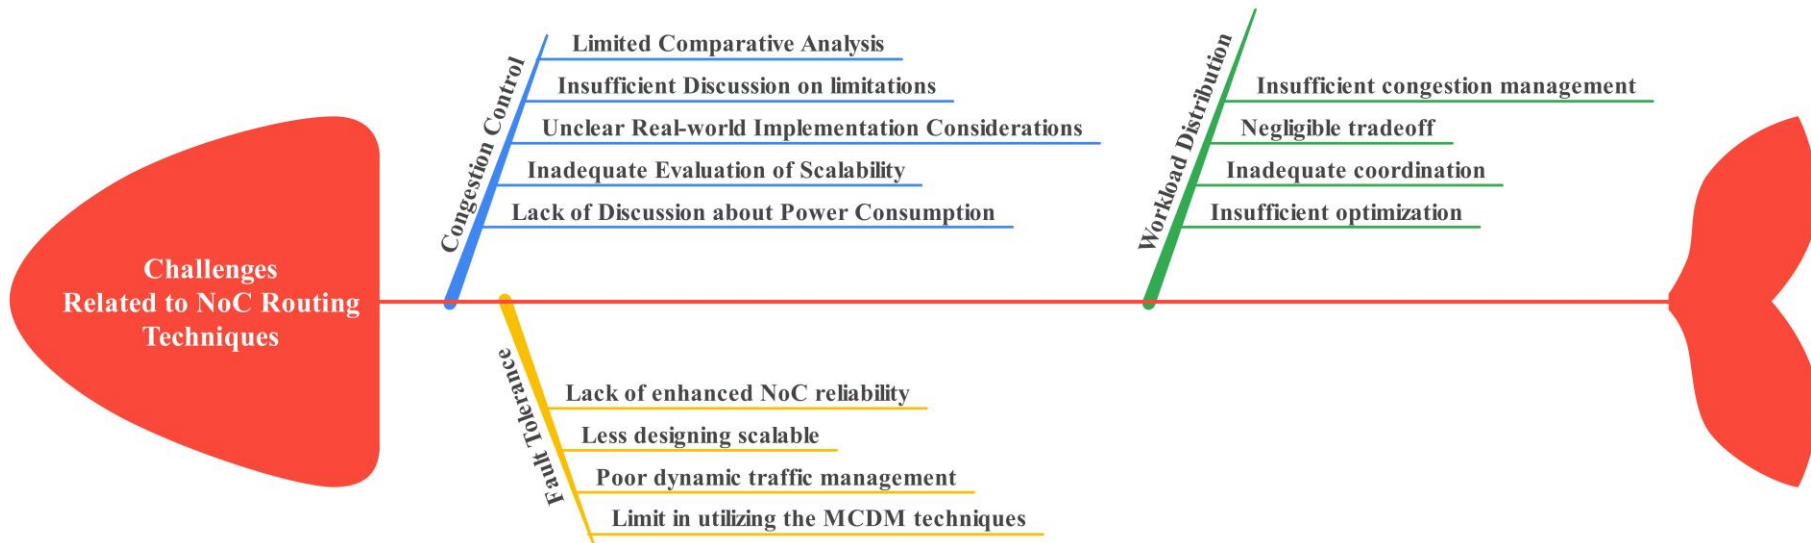 Challenges
Related to NoC Routing
Techniques
Congestion Control
Limited Comparative Analysis
Insufficient Discussion on limitations
Unclear Real-world Implementation Considerations
Inadequate Evaluation of Scalability
Lack of Discussion about Power Consumption
Workload Distribution
Insufficient congestion management
Negligible tradeoff
Inadequate coordination
Insufficient optimization
Fault Tolerance
Lack of enhanced NoC reliability
Less designing scalable
Poor dynamic traffic management
Limit in utilizing the MCDM techniques